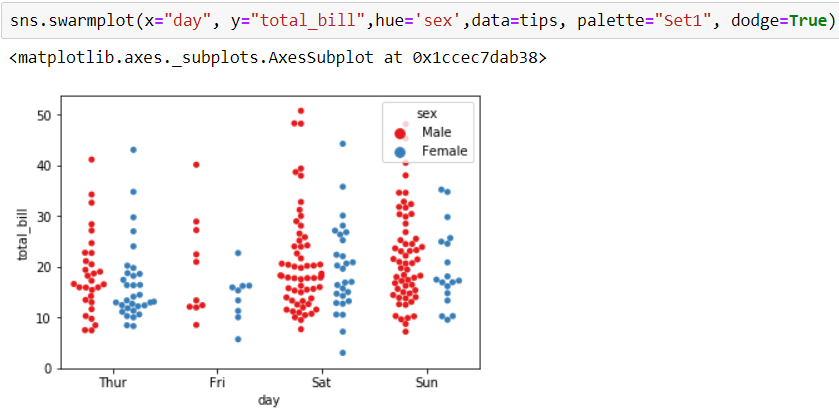 sns.swarmplot(x="day", y="total_bill",hue='sex',data=tips, palette="Set1", dodge=True)
<matplotlib.axes._subplots.AxesSubplot at 0x1ccec7dab38>
sex
Male
Female
50
40
30
20
10
0
total_bill
Thur Fri Sat Sun
day